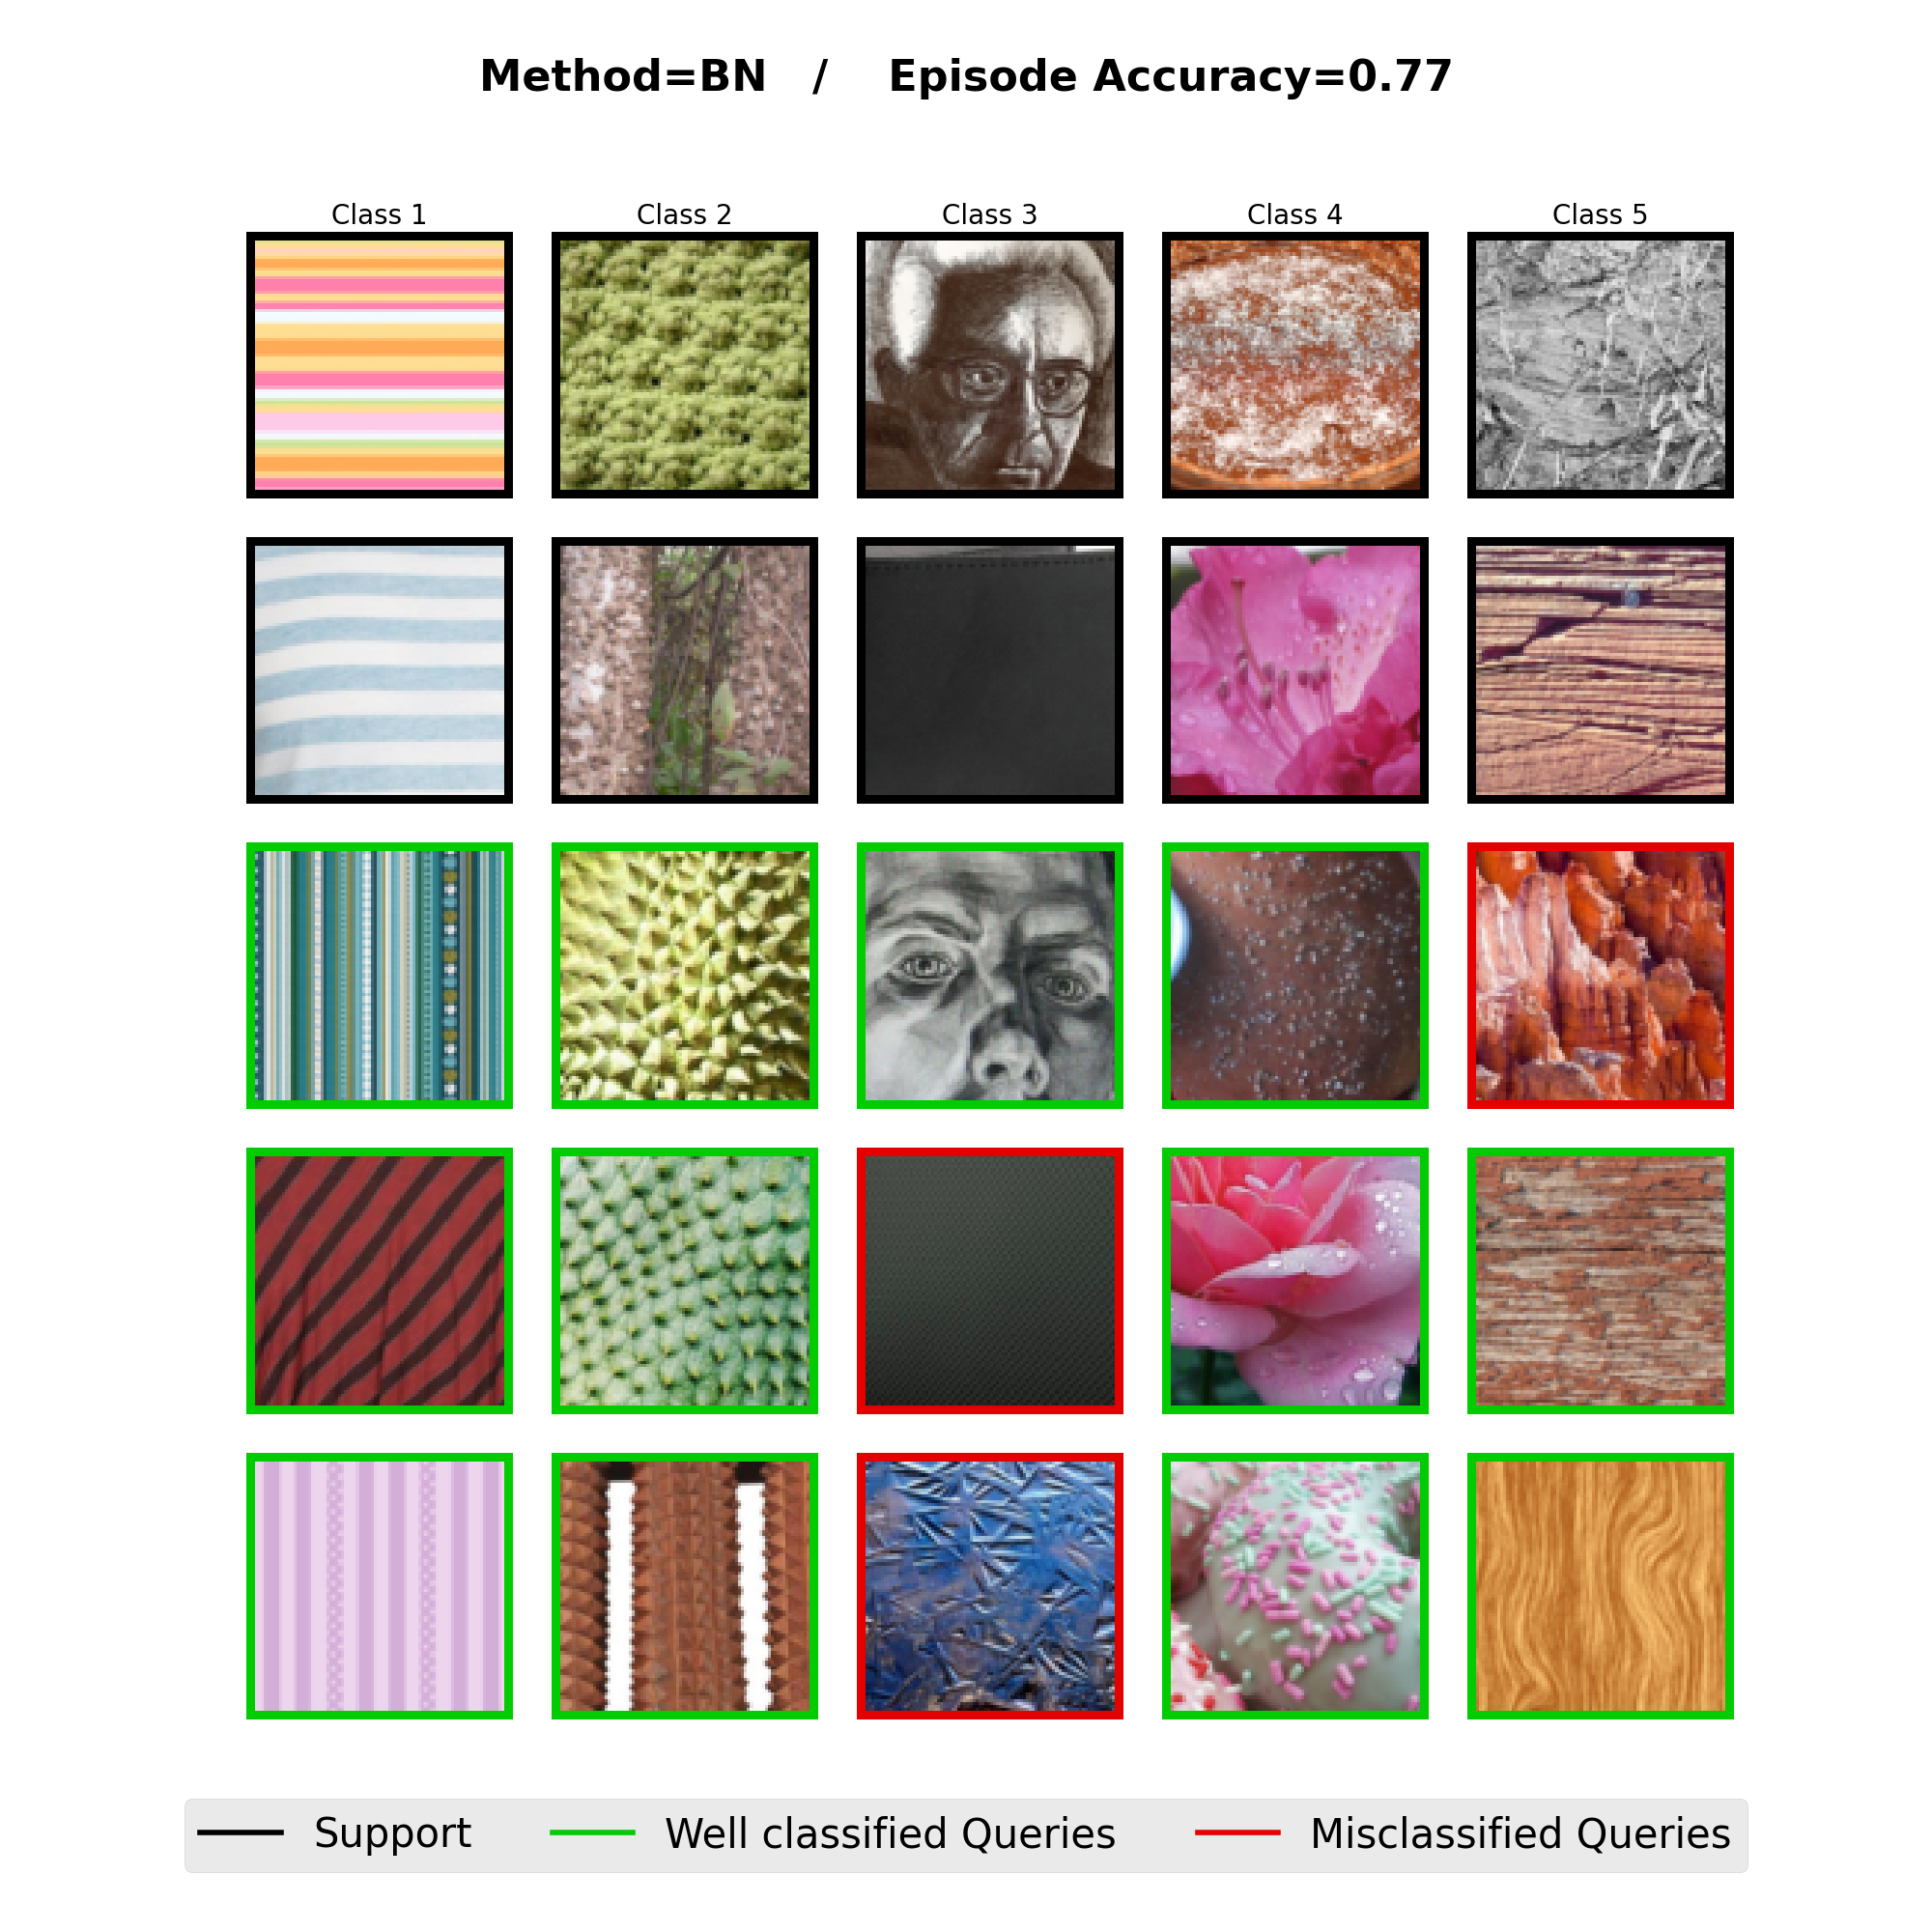 Method=BN / Episode Accuracy=0.77
Class 1 Class 2 Class 3 Class 4 Class 5
Support Well classified Queries Misclassified Queries